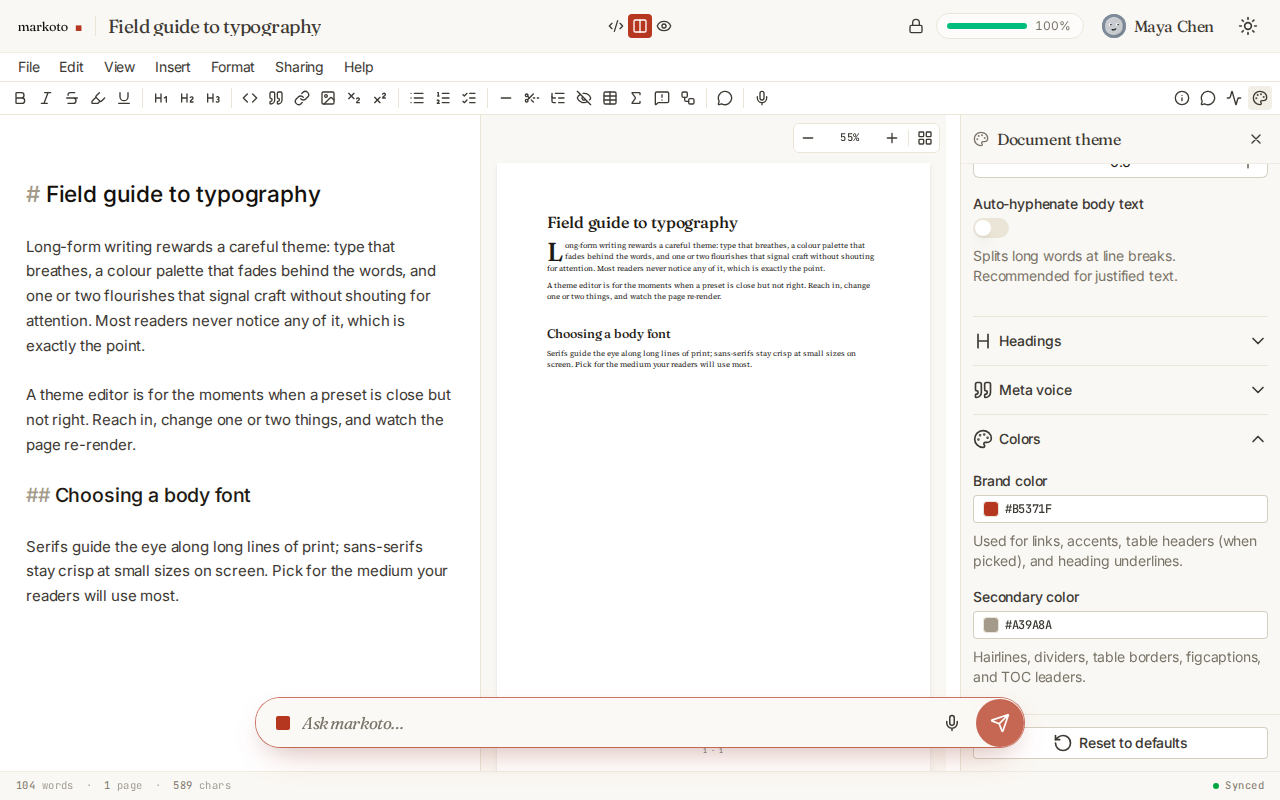 markoto
Field guide to typography
100%
Maya Chen
File Edit View Insert Format Sharing Help
H1 H2 H3
55%
Document theme
# Field guide to typography
Long-form writing rewards a careful theme: type that
breathes, a colour palette that fades behind the words, and
one or two flourishes that signal craft without shouting for
attention. Most readers never notice any of it, which is
exactly the point.
A theme editor is for the moments when a preset is close but
not right. Reach in, change one or two things, and watch the
page re-render.
## Choosing a body font
Serifs guide the eye along long lines of print; sans-serifs
stay crisp at small sizes on screen. Pick for the medium your
readers will use most.
Field guide to typography
Long-form writing rewards a careful theme: type that breathes, a colour palette that
fades behind the words, and one or two flourishes that signal craft without shouting
for attention. Most readers never notice any of it, which is exactly the point.
A theme editor is for the moments when a preset is close but not right. Reach in, change
one or two things, and watch the page re-render.
Choosing a body font
Serifs guide the eye along long lines of print; sans-serifs stay crisp at small sizes on
screen. Pick for the medium your readers will use most.
1 · 1
Auto-hyphenate body text
Splits long words at line breaks.
Recommended for justified text.
Headings
Meta voice
Colors
Brand color
#B5371F
Used for links, accents, table headers (when
picked), and heading underlines.
Secondary color
#A39A8A
Hairlines, dividers, table borders, figcaptions,
and TOC leaders.
Reset to defaults
Ask markoto...
104 words · 1 page · 589 chars
Synced